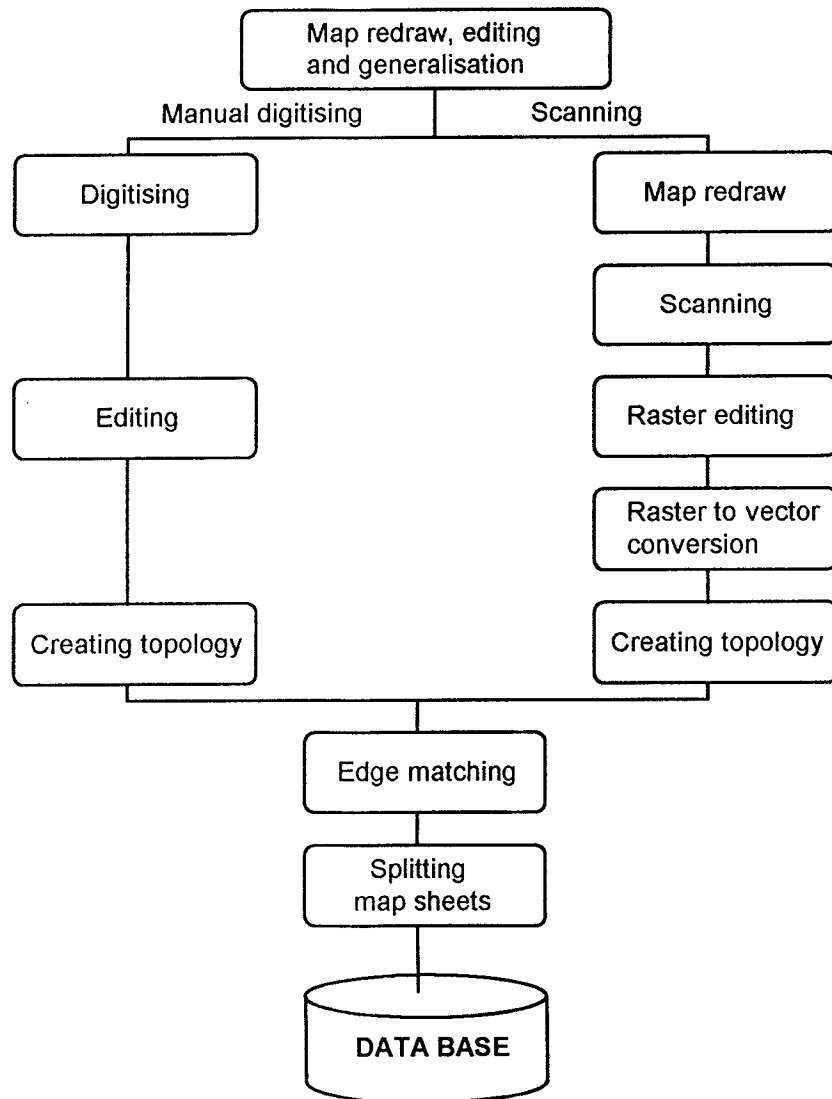 Map redraw, editing
and generalisation
Manual digitising
Scanning
Digitising
Map redraw
Scanning
Editing
Raster editing
Raster to vector
conversion
Creating topology
Creating topology
Edge matching
Splitting
map sheets
DATA BASE